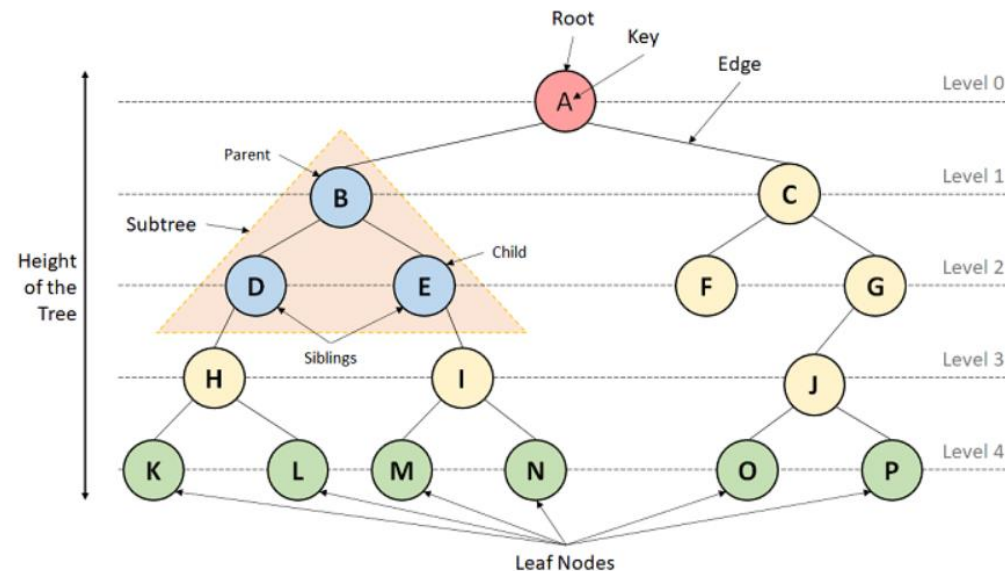 Root
Key
Edge
A
Level 0
Parent
B
C
Level 1
Subtree
Child
Height
of the
Tree
D
E
F
G
Level 2
Siblings
H
I
J
Level 3
K
L
M
N
O
P
Level 4
Leaf Nodes